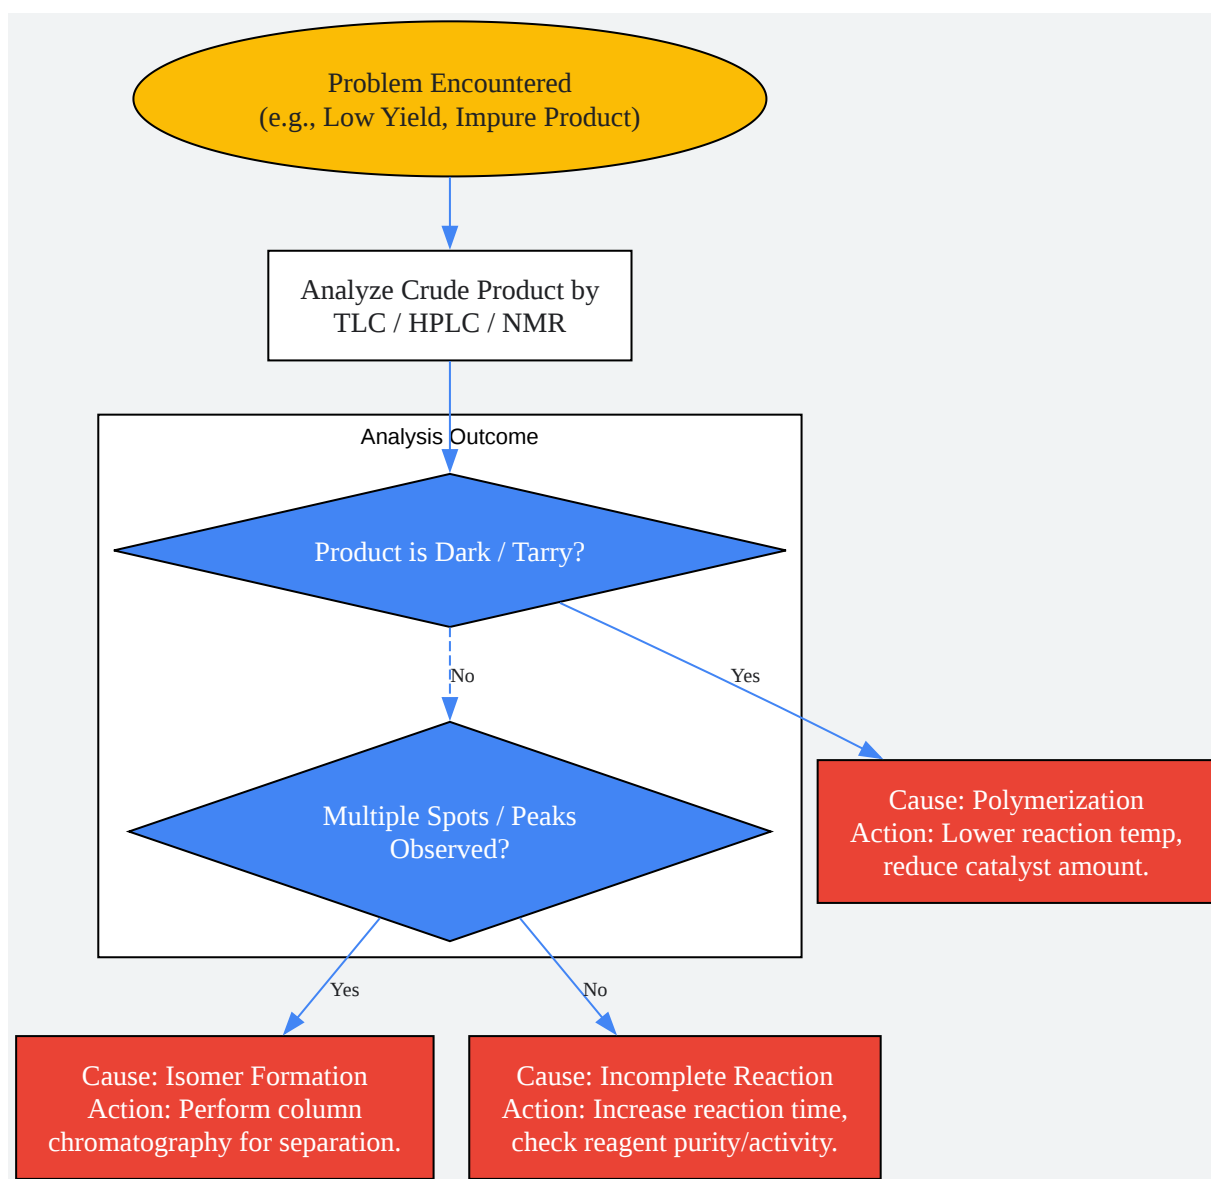 Problem Encountered
(e.g., Low Yield, Impure Product)
Analyze Crude Product by
TLC / HPLC / NMR
Analysis Outcome
Product is Dark / Tarry?
No
Yes
Multiple Spots / Peaks
Observed?
Cause: Polymerization
Action: Lower reaction temp,
reduce catalyst amount.
Yes
No
Cause: Isomer Formation
Action: Perform column
chromatography for separation.
Cause: Incomplete Reaction
Action: Increase reaction time,
check reagent purity/activity.